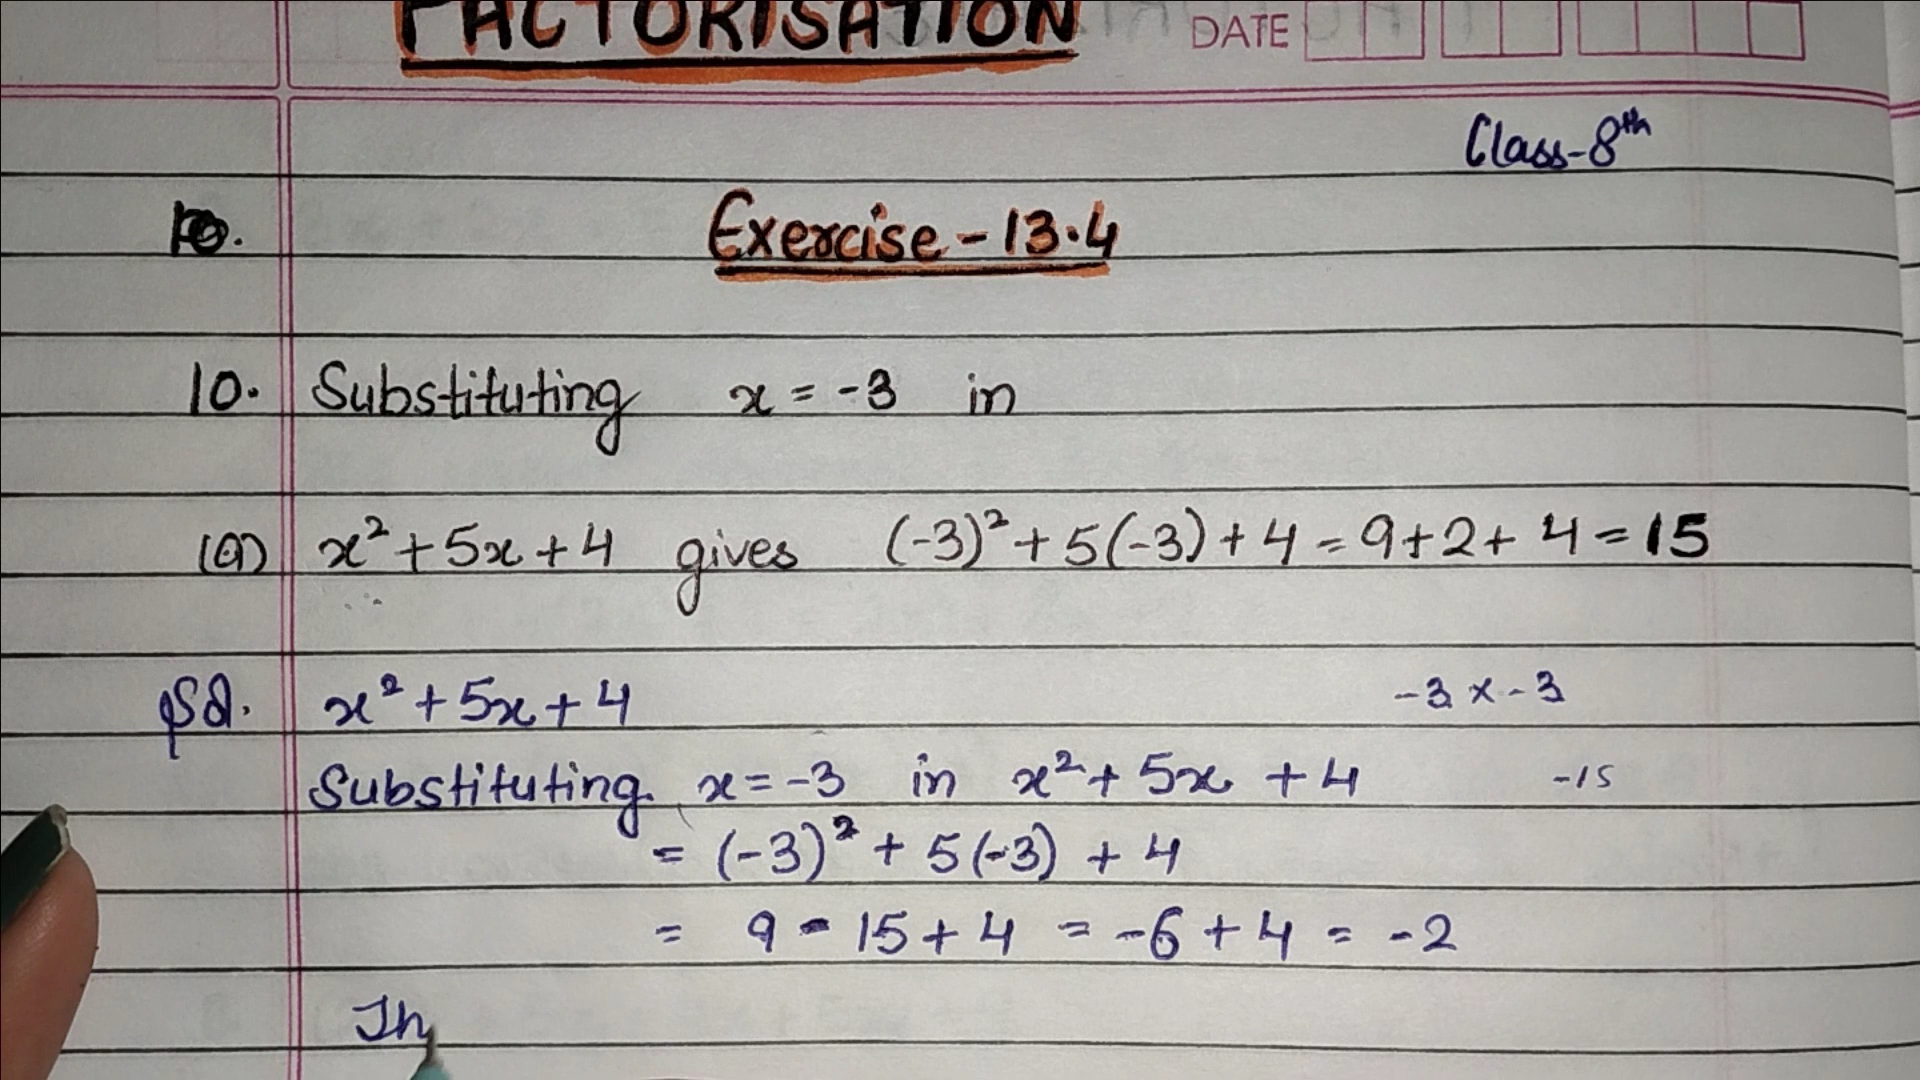 FACTORISATION DATE
Class-8th
10. Exercise - 13.4
10. Substituting x = -3 in
(a) x² + 5x + 4 gives (-3)² + 5(-3) + 4 = 9+2+ 4 = 15
Sol. x² + 5x + 4 -3 x -3
Substituting x = -3 in x² + 5x + 4 -15
= (-3)² + 5(-3) + 4
= 9 - 15 + 4 = -6 + 4 = -2
Th